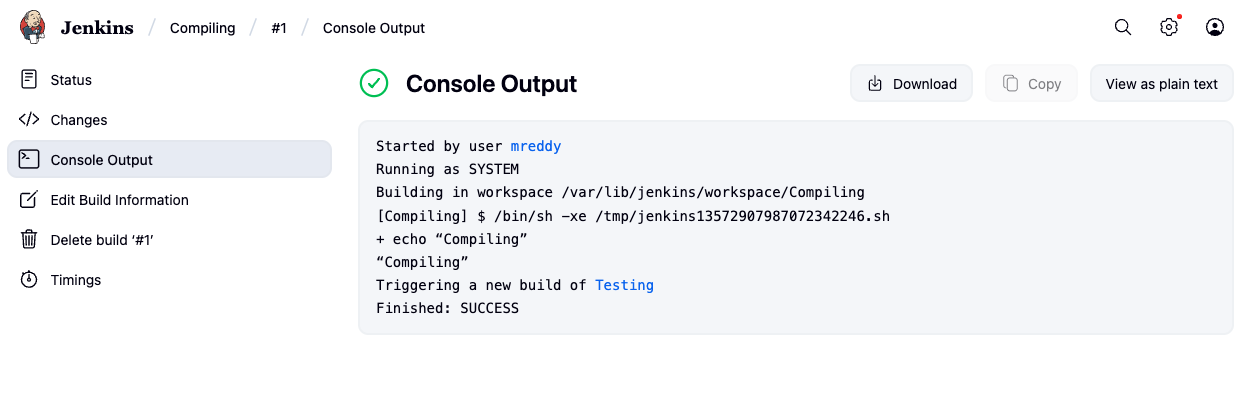 Jenkins / Compiling / #1 / Console Output
Status
Changes
Console Output
Edit Build Information
Delete build ‘#1’
Timings
Console Output
Download
Copy
View as plain text
Started by user mreddy
Running as SYSTEM
Building in workspace /var/lib/jenkins/workspace/Compiling
[Compiling] $ /bin/sh -xe /tmp/jenkins13572907987072342246.sh
+ echo “Compiling”
“Compiling”
Triggering a new build of Testing
Finished: SUCCESS